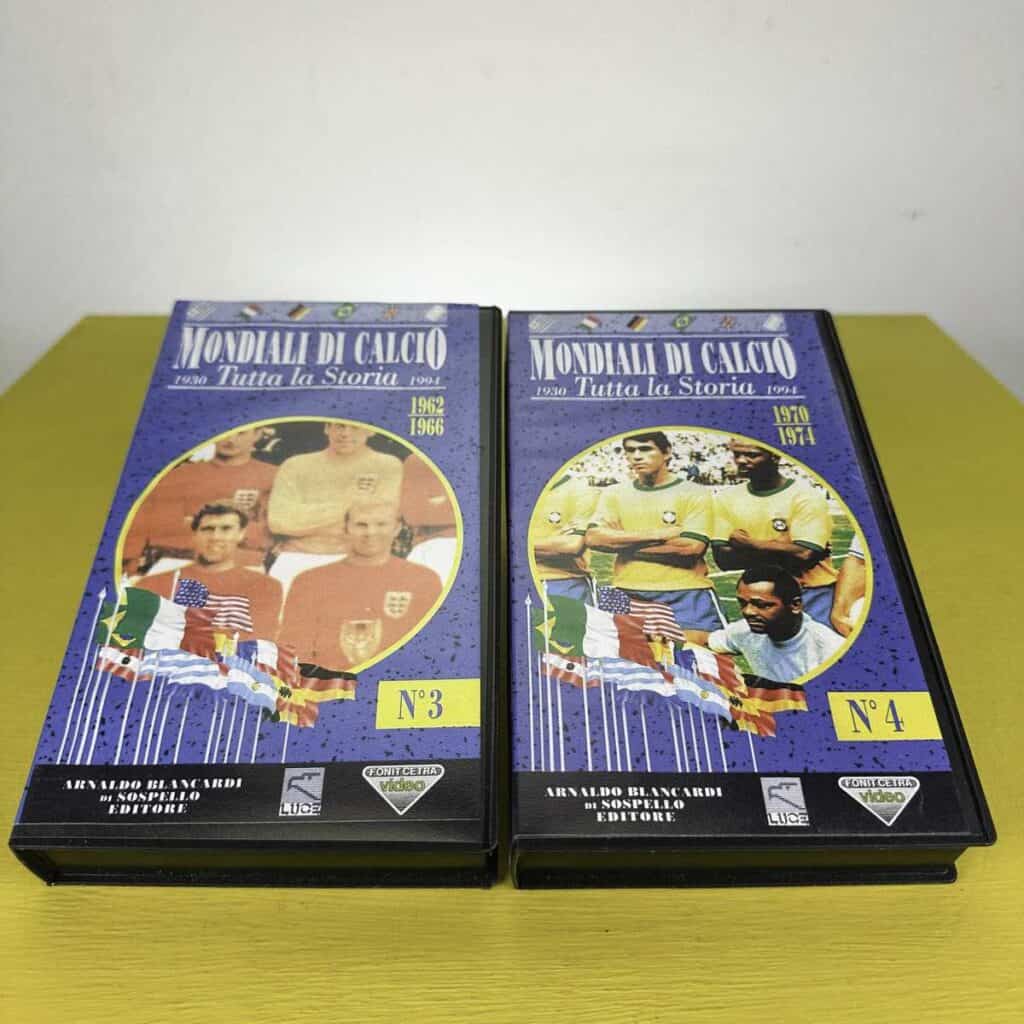 MONDIALI DI CALCIO
1930 Tutta la Storia 1994
1962
1966
N° 3
ARNALDO BLANCARDI
DI SOSPELLO
EDITORE
LUCE
FONIT CETRA
video
MONDIALI DI CALCIO
1930 Tutta la Storia 1994
1970
1974
N° 4
ARNALDO BLANCARDI
DI SOSPELLO
EDITORE
LUCE
FONIT CETRA
video